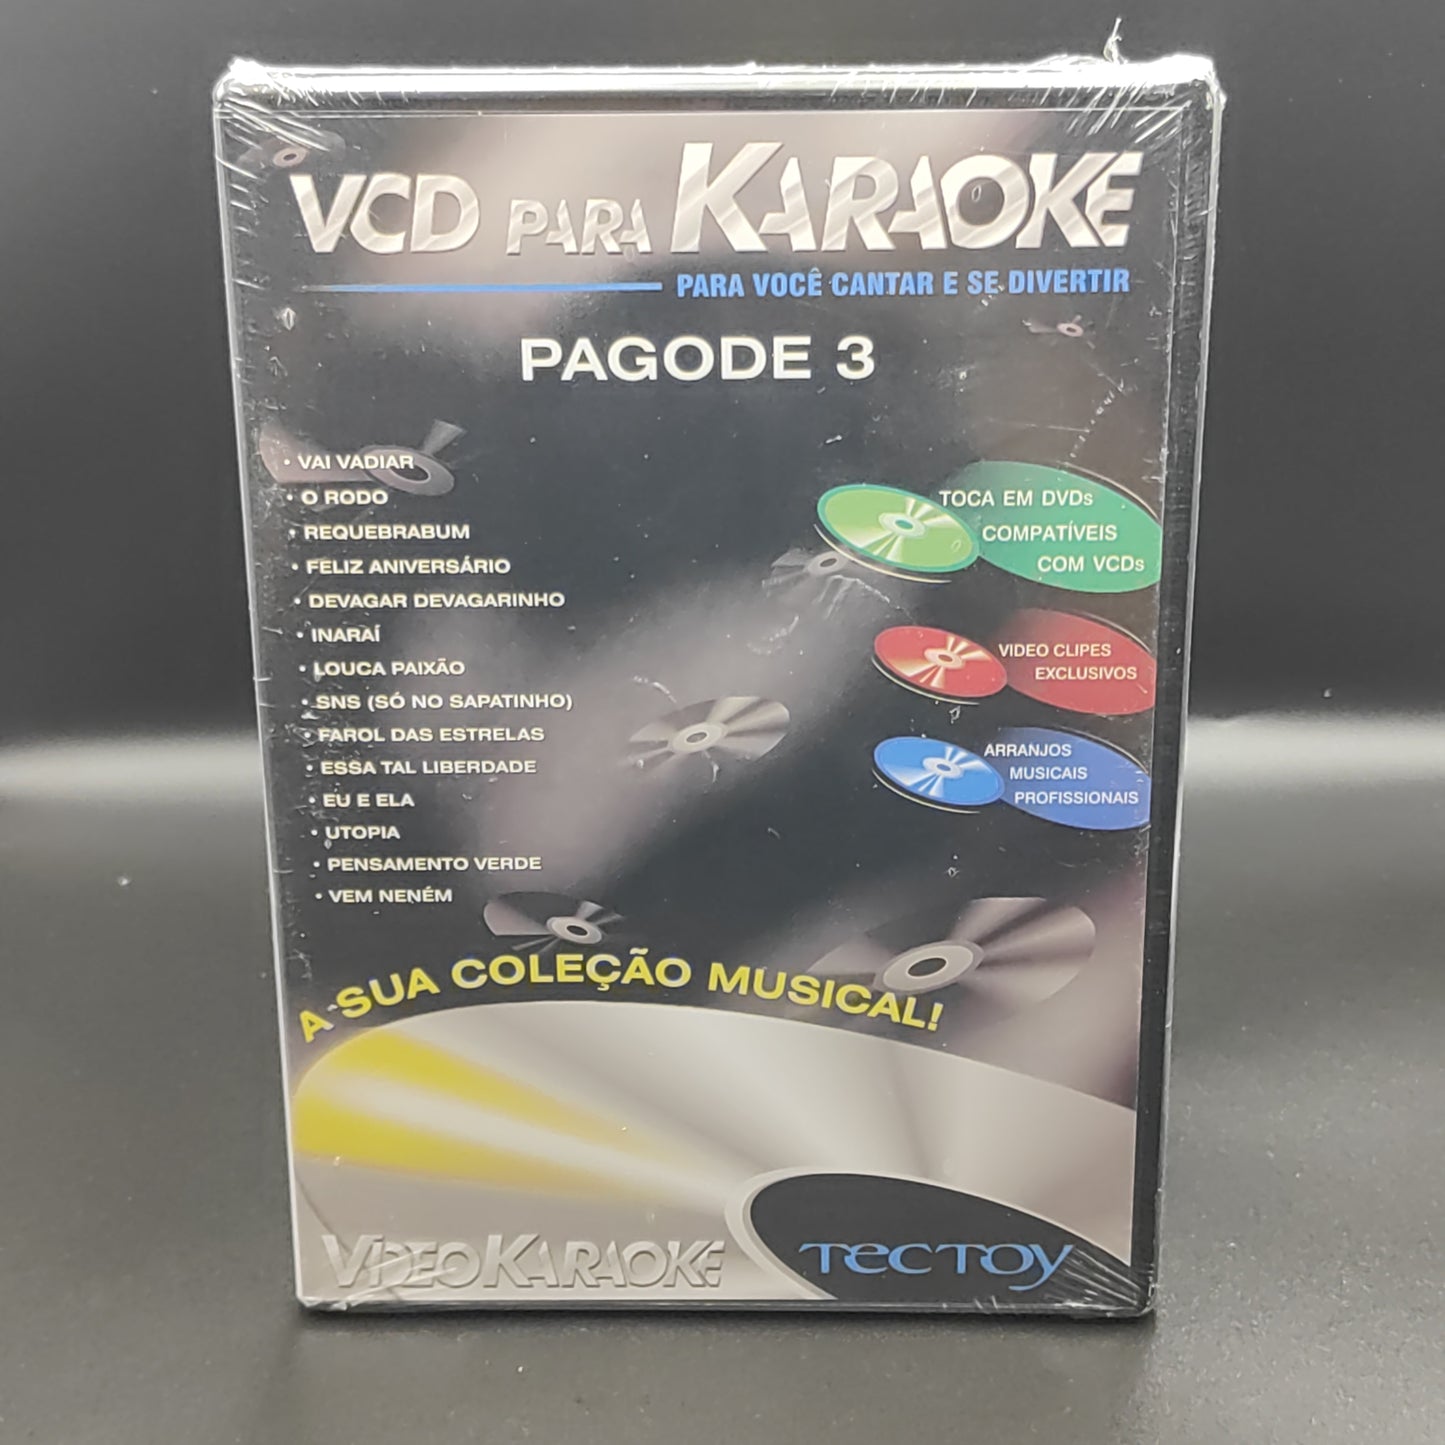 VCD PARA KARAOKE
PARA VOCÊ CANTAR E SE DIVERTIR
PAGODE 3
• VAI VADIAR
• O RODO
• REQUEBRABUM
• FELIZ ANIVERSÁRIO
• DEVAGAR DEVAGARINHO
• INARAÍ
• LOUCA PAIXÃO
• SNS (SÓ NO SAPATINHO)
• FAROL DAS ESTRELAS
• ESSA TAL LIBERDADE
• EU E ELA
• UTOPIA
• PENSAMENTO VERDE
• VEM NENÉM
TOCA EM DVDs
COMPATÍVEIS
COM VCDs
VIDEO CLIPES
EXCLUSIVOS
ARRANJOS
MUSICAIS
PROFISSIONAIS
A SUA COLEÇÃO MUSICAL!
VIDEOKARAOKE
TECTOY